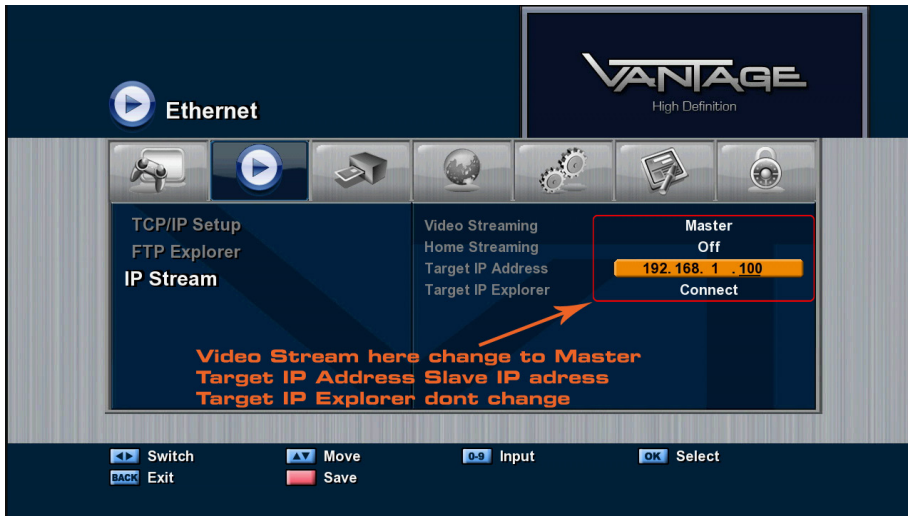 Ethernet
VANTAGE
High Definition
TCP/IP Setup
FTP Explorer
IP Stream
Video Streaming Master
Home Streaming Off
Target IP Address 192. 168. 1 . 100
Target IP Explorer Connect
Video Stream here change to Master
Target IP Address Slave IP adress
Target IP Explorer dont change
Switch
Move
0-9 Input
OK Select
BACK Exit
Save